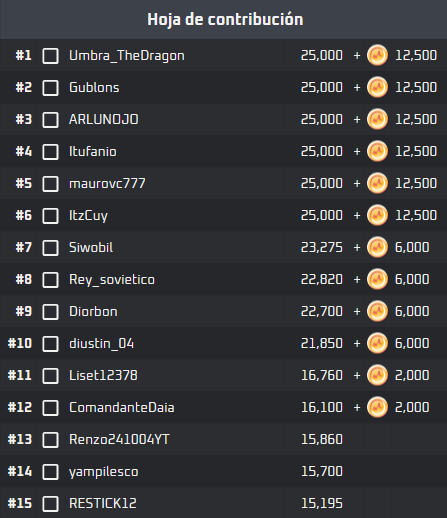 Hoja de contribución
#1 Umbra_TheDragon 25,000 + 12,500
#2 Gublons 25,000 + 12,500
#3 ARLUNOJO 25,000 + 12,500
#4 Itufanio 25,000 + 12,500
#5 maurovc777 25,000 + 12,500
#6 ItzCuy 25,000 + 12,500
#7 Siwobil 23,275 + 6,000
#8 Rey_sovietico 22,820 + 6,000
#9 Diorbon 22,700 + 6,000
#10 diustin_04 21,850 + 6,000
#11 Liset12378 16,760 + 2,000
#12 ComandanteDaia 16,100 + 2,000
#13 Renzo241004YT 15,860
#14 yampilesco 15,700
#15 RESTICK12 15,195